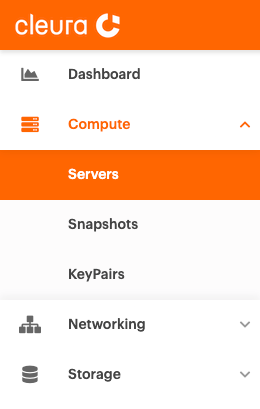 cleura
Dashboard
Compute
Servers
Snapshots
KeyPairs
Networking
Storage